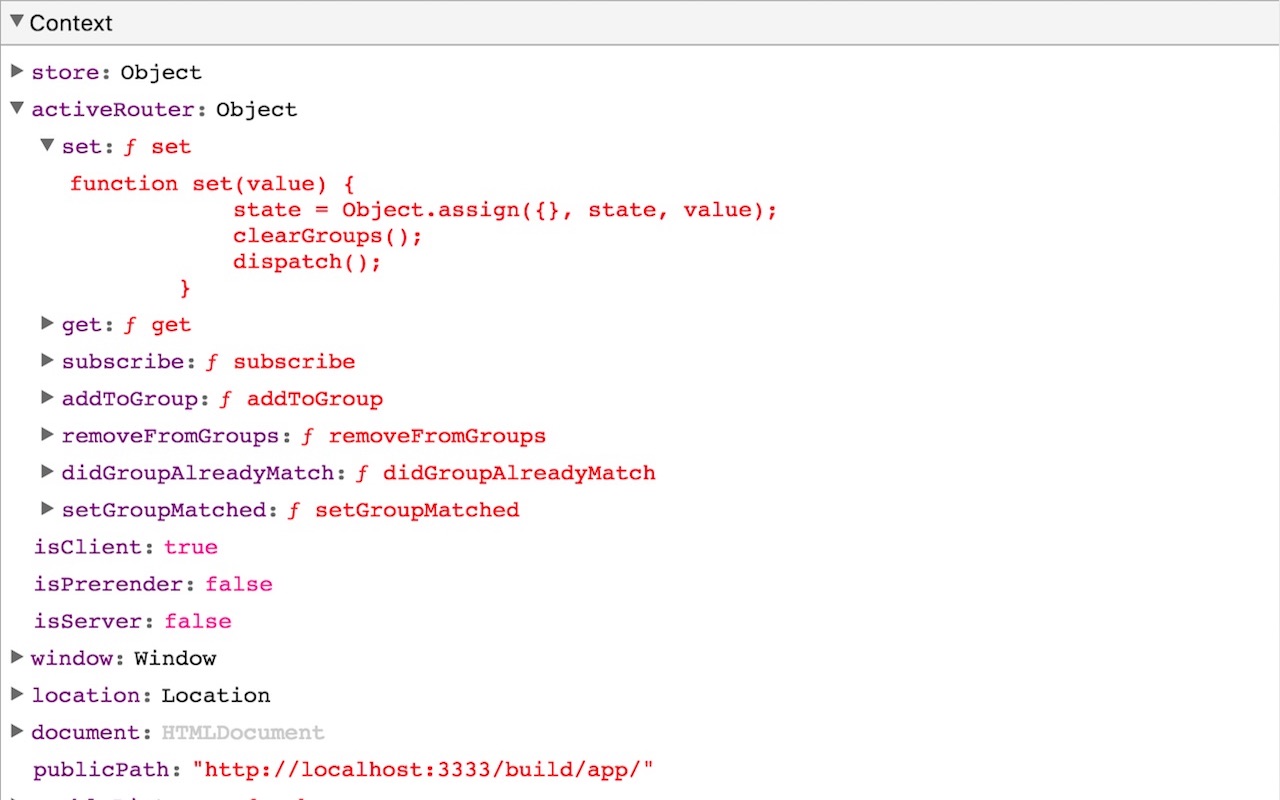 Context
store: Object
activeRouter: Object
set: ƒ set
function set(value) {
state = Object.assign({}, state, value);
clearGroups();
dispatch();
}
get: ƒ get
subscribe: ƒ subscribe
addToGroup: ƒ addToGroup
removeFromGroups: ƒ removeFromGroups
didGroupAlreadyMatch: ƒ didGroupAlreadyMatch
setGroupMatched: ƒ setGroupMatched
isClient: true
isPrerender: false
isServer: false
window: Window
location: Location
document: HTMLDocument
publicPath: "http://localhost:3333/build/app/"